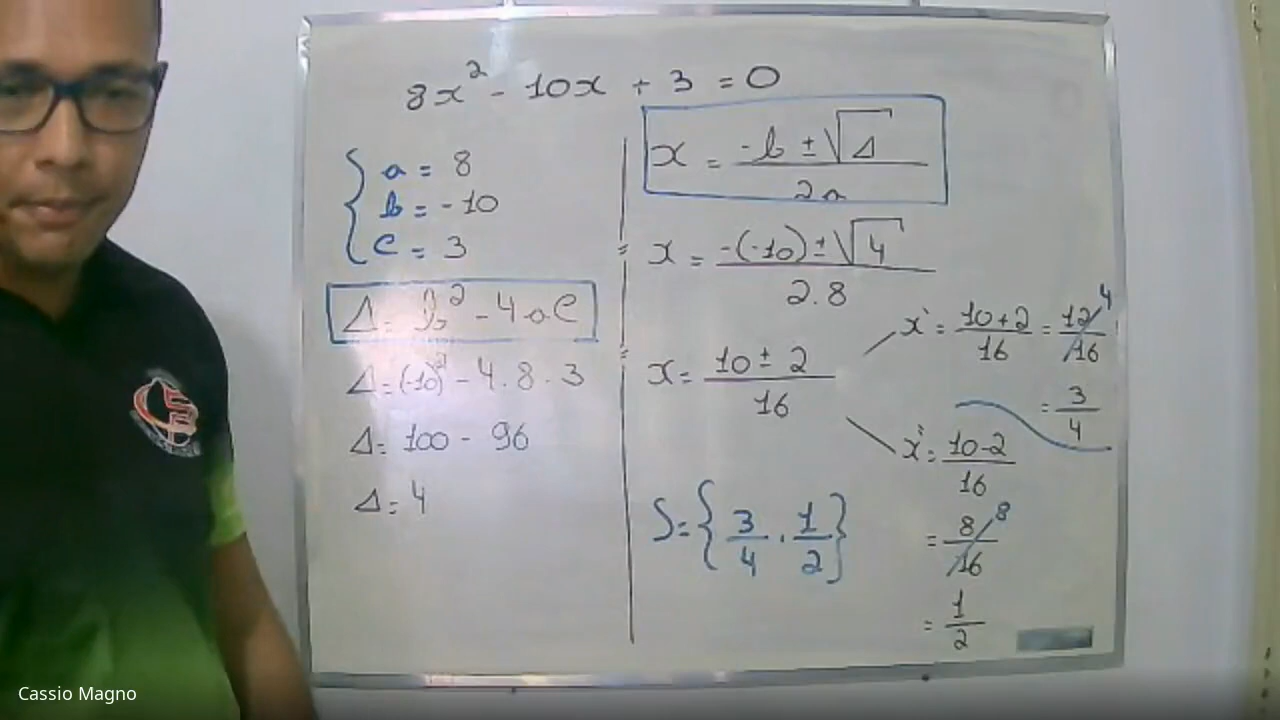 8x² - 10x + 3 = 0
a = 8
b = -10
c = 3
Δ = b² - 4ac
Δ = (-10)² - 4.8.3
Δ = 100 - 96
Δ = 4
x = -b ± √Δ / 2a
x = -(-10) ± √4 / 2.8
x = 10 ± 2 / 16
x' = 10+2 / 16 = 12 / 16 4
= 3 / 4
x'' = 10-2 / 16
= 8 / 16 8
= 1 / 2
S = { 3/4 , 1/2 }
Cassio Magno